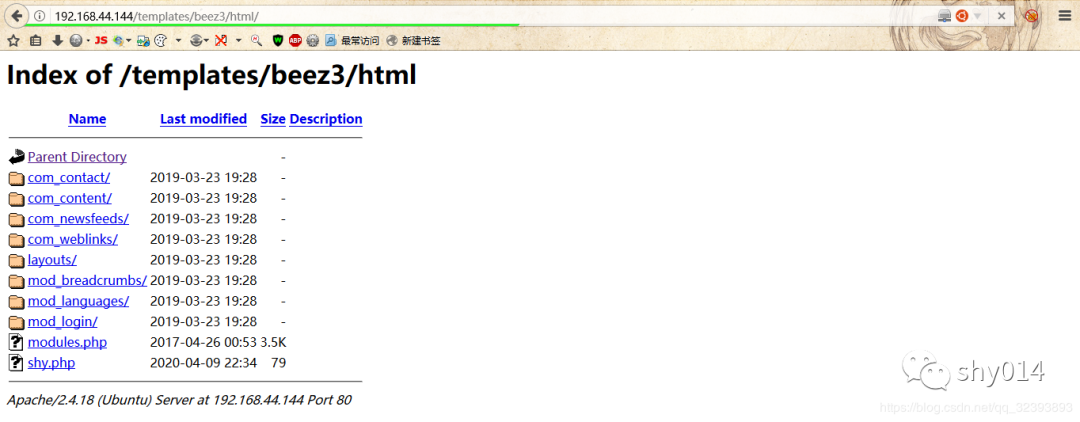 192.168.44.144/templates/beez3/html/
JS ABP 最常访问 新建书签
Index of /templates/beez3/html
Name Last modified Size Description
Parent Directory -
com_contact/ 2019-03-23 19:28 -
com_content/ 2019-03-23 19:28 -
com_newsfeeds/ 2019-03-23 19:28 -
com_weblinks/ 2019-03-23 19:28 -
layouts/ 2019-03-23 19:28 -
mod_breadcrumbs/ 2019-03-23 19:28 -
mod_languages/ 2019-03-23 19:28 -
mod_login/ 2019-03-23 19:28 -
modules.php 2017-04-26 00:53 3.5K
shy.php 2020-04-09 22:34 79
Apache/2.4.18 (Ubuntu) Server at 192.168.44.144 Port 80
shy014
https://blog.csdn.net/qq_32393893